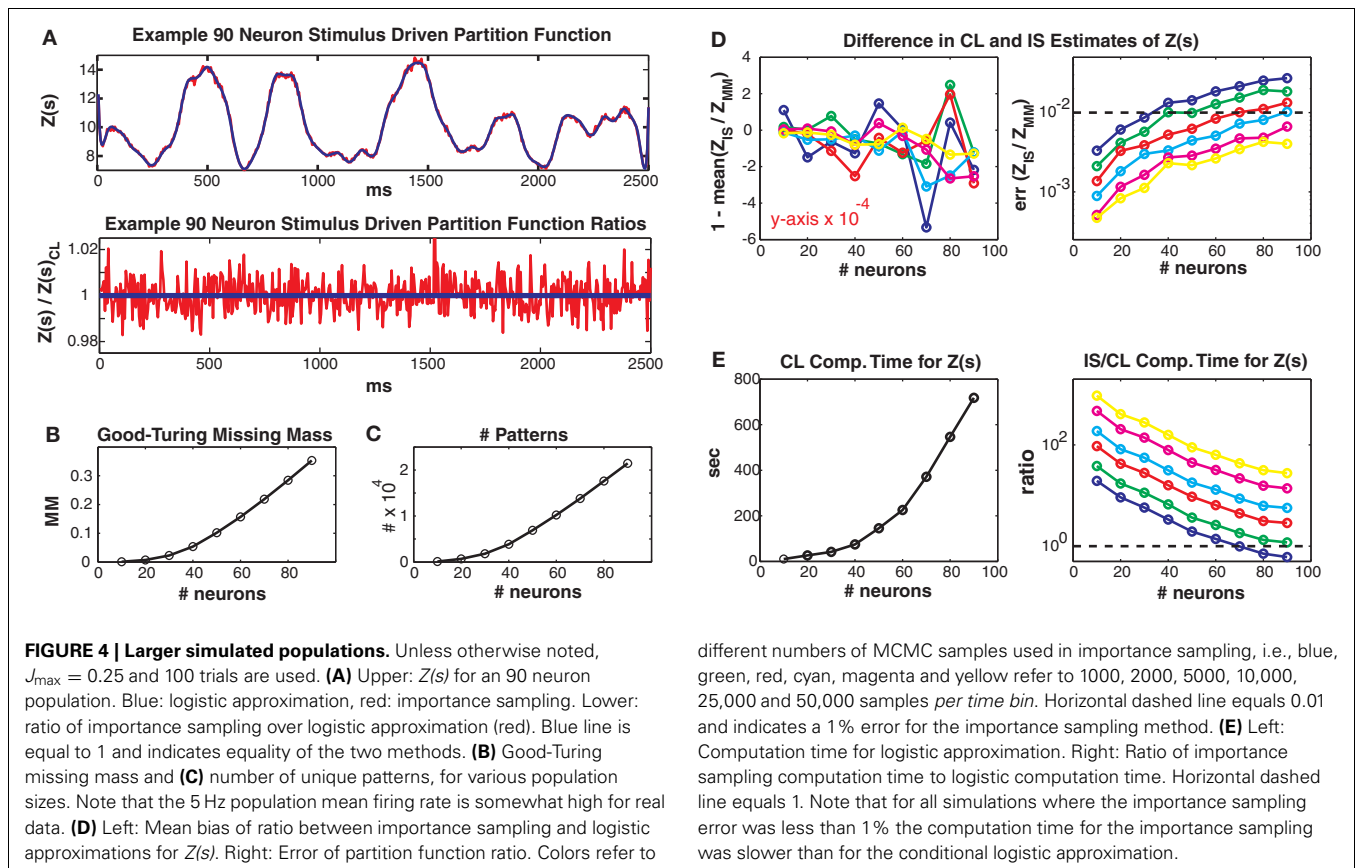 A
Example 90 Neuron Stimulus Driven Partition Function
Z(s)
14
12
10
8
0
500
1000
1500
2000
2500
ms
Example 90 Neuron Stimulus Driven Partition Function Ratios
Z(s) / Z(s)CL
1.02
1
0.98
0
500
1000
1500
2000
2500
ms
B
Good-Turing Missing Mass
MM
0.3
0.2
0.1
0
0
20
40
60
80
# neurons
C
# Patterns
# x 10^4
2
1
0
0
20
40
60
80
# neurons
D
Difference in CL and IS Estimates of Z(s)
1 - mean(Z_IS / Z_MM)
4
2
0
-2
-4
-6
y-axis x 10^-4
0
20
40
60
80
100
# neurons
err (Z_IS / Z_MM)
10^-2
10^-3
0
20
40
60
80
100
# neurons
E
CL Comp. Time for Z(s)
sec
800
600
400
200
0
0
20
40
60
80
100
# neurons
IS/CL Comp. Time for Z(s)
ratio
10^2
10^0
0
20
40
60
80
100
# neurons
FIGURE 4 | Larger simulated populations. Unless otherwise noted,
J_max = 0.25 and 100 trials are used. (A) Upper: Z(s) for an 90 neuron
population. Blue: logistic approximation, red: importance sampling. Lower:
ratio of importance sampling over logistic approximation (red). Blue line is
equal to 1 and indicates equality of the two methods. (B) Good-Turing
missing mass and (C) number of unique patterns, for various population
sizes. Note that the 5 Hz population mean firing rate is somewhat high for real
data. (D) Left: Mean bias of ratio between importance sampling and logistic
approximations for Z(s). Right: Error of partition function ratio. Colors refer to
different numbers of MCMC samples used in importance sampling, i.e., blue,
green, red, cyan, magenta and yellow refer to 1000, 2000, 5000, 10,000,
25,000 and 50,000 samples per time bin. Horizontal dashed line equals 0.01
and indicates a 1% error for the importance sampling method. (E) Left:
Computation time for logistic approximation. Right: Ratio of importance
sampling computation time to logistic computation time. Horizontal dashed
line equals 1. Note that for all simulations where the importance sampling
error was less than 1% the computation time for the importance sampling
was slower than for the conditional logistic approximation.